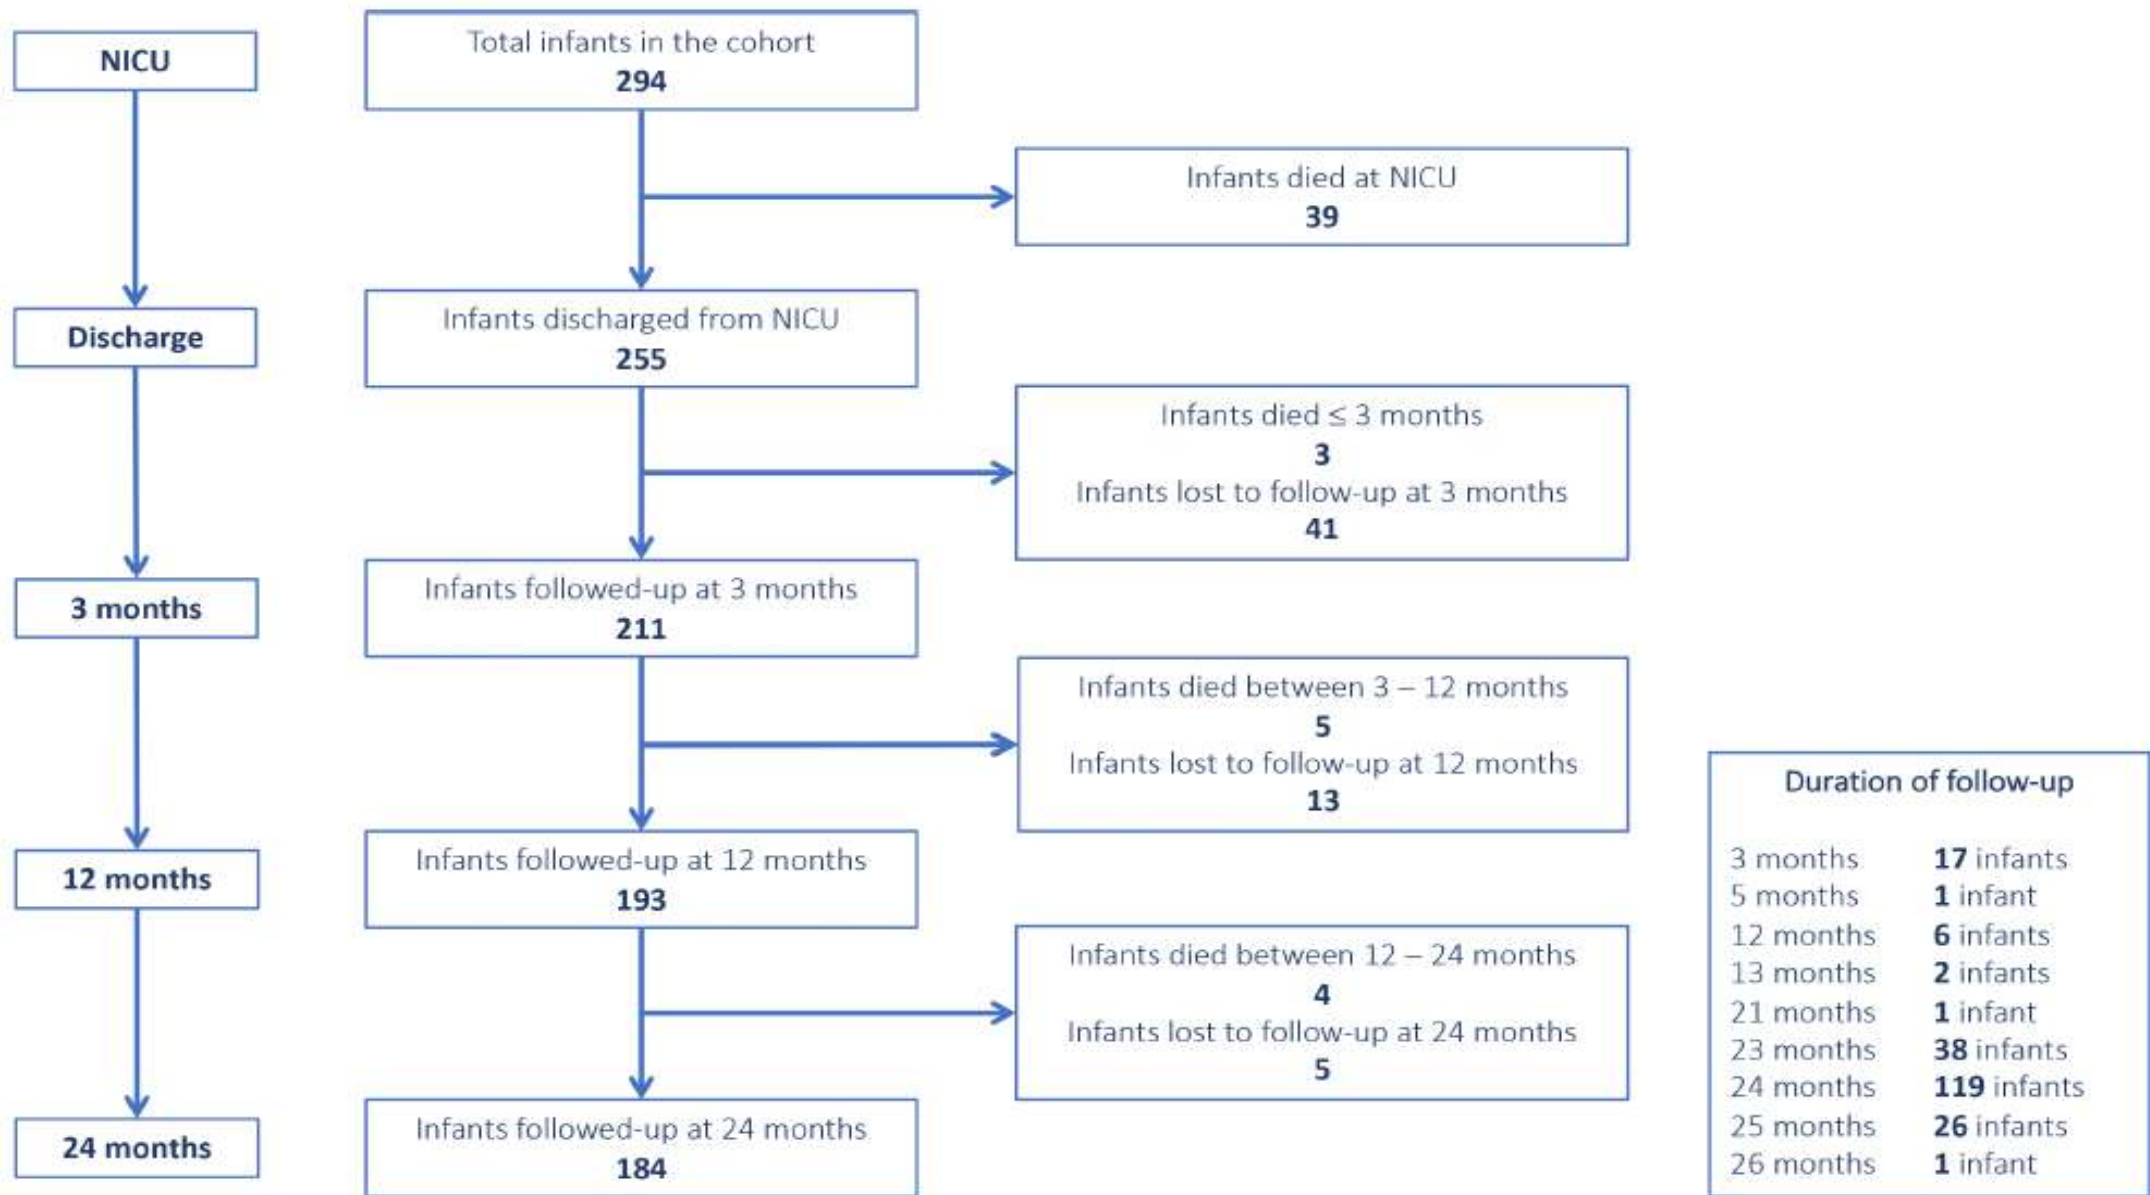 NICU
Total infants in the cohort
294
Infants died at NICU
39
Discharge
Infants discharged from NICU
255
Infants died ≤ 3 months
3
Infants lost to follow-up at 3 months
41
3 months
Infants followed-up at 3 months
211
Infants died between 3 – 12 months
5
Infants lost to follow-up at 12 months
13
12 months
Infants followed-up at 12 months
193
Infants died between 12 – 24 months
4
Infants lost to follow-up at 24 months
5
24 months
Infants followed-up at 24 months
184
Duration of follow-up
3 months 17 infants
5 months 1 infant
12 months 6 infants
13 months 2 infants
21 months 1 infant
23 months 38 infants
24 months 119 infants
25 months 26 infants
26 months 1 infant